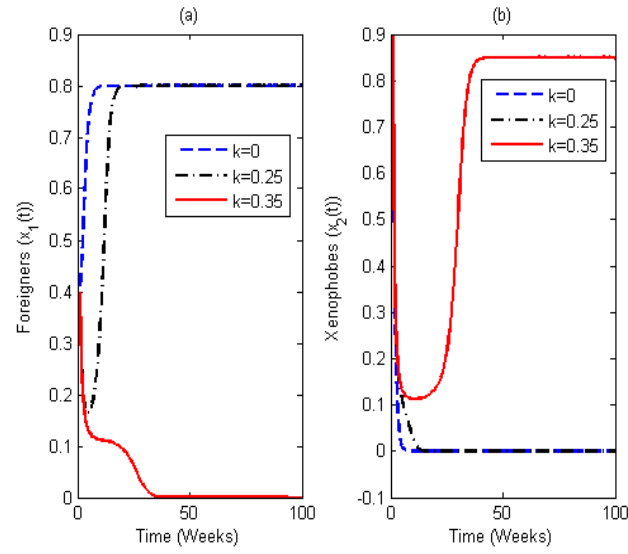 (a)
0.9
0.8
0.7
0.6
0.5
0.4
0.3
0.2
0.1
0
Foreigners (x1(t))
k=0
k=0.25
k=0.35
0 50 100
Time (Weeks)
(b)
0.9
0.8
0.7
0.6
0.5
0.4
0.3
0.2
0.1
0
-0.1
Xenophobes (x2(t))
k=0
k=0.25
k=0.35
0 50 100
Time (Weeks)